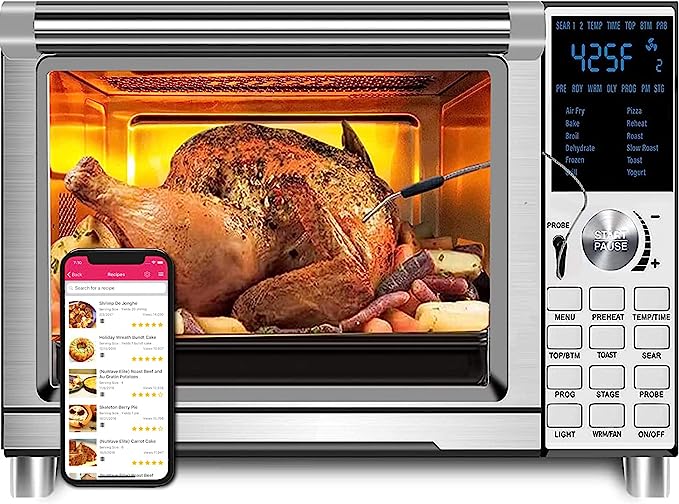 SEAR 1 2 TEMP TIME TOP BTM PRB
425F
2
PRE RDY W8M OLY PROG PM STG
Air Fry Pizza
Bake Reheat
Broil Roast
Dehydrate Slow Roast
Frozen Toast
Yogurt
PROBE
START
PAUSE
-
+
MENU PREHEAT TEMP/TIME
TOP/BTM TOAST SEAR
PROG STAGE PROBE
LIGHT WRM/FAN ON/OFF
7:10
Back Recipes
Search for a recipe
Shrimp De Jonghe
Holiday Wreath Bundt Cake
(NuWave Elite) Roast Beef and
Au Gratin Potatoes
Skeleton Berry Pie
(NuWave Elite) Carrot Cake
(NuWave Elite) Roast Beef